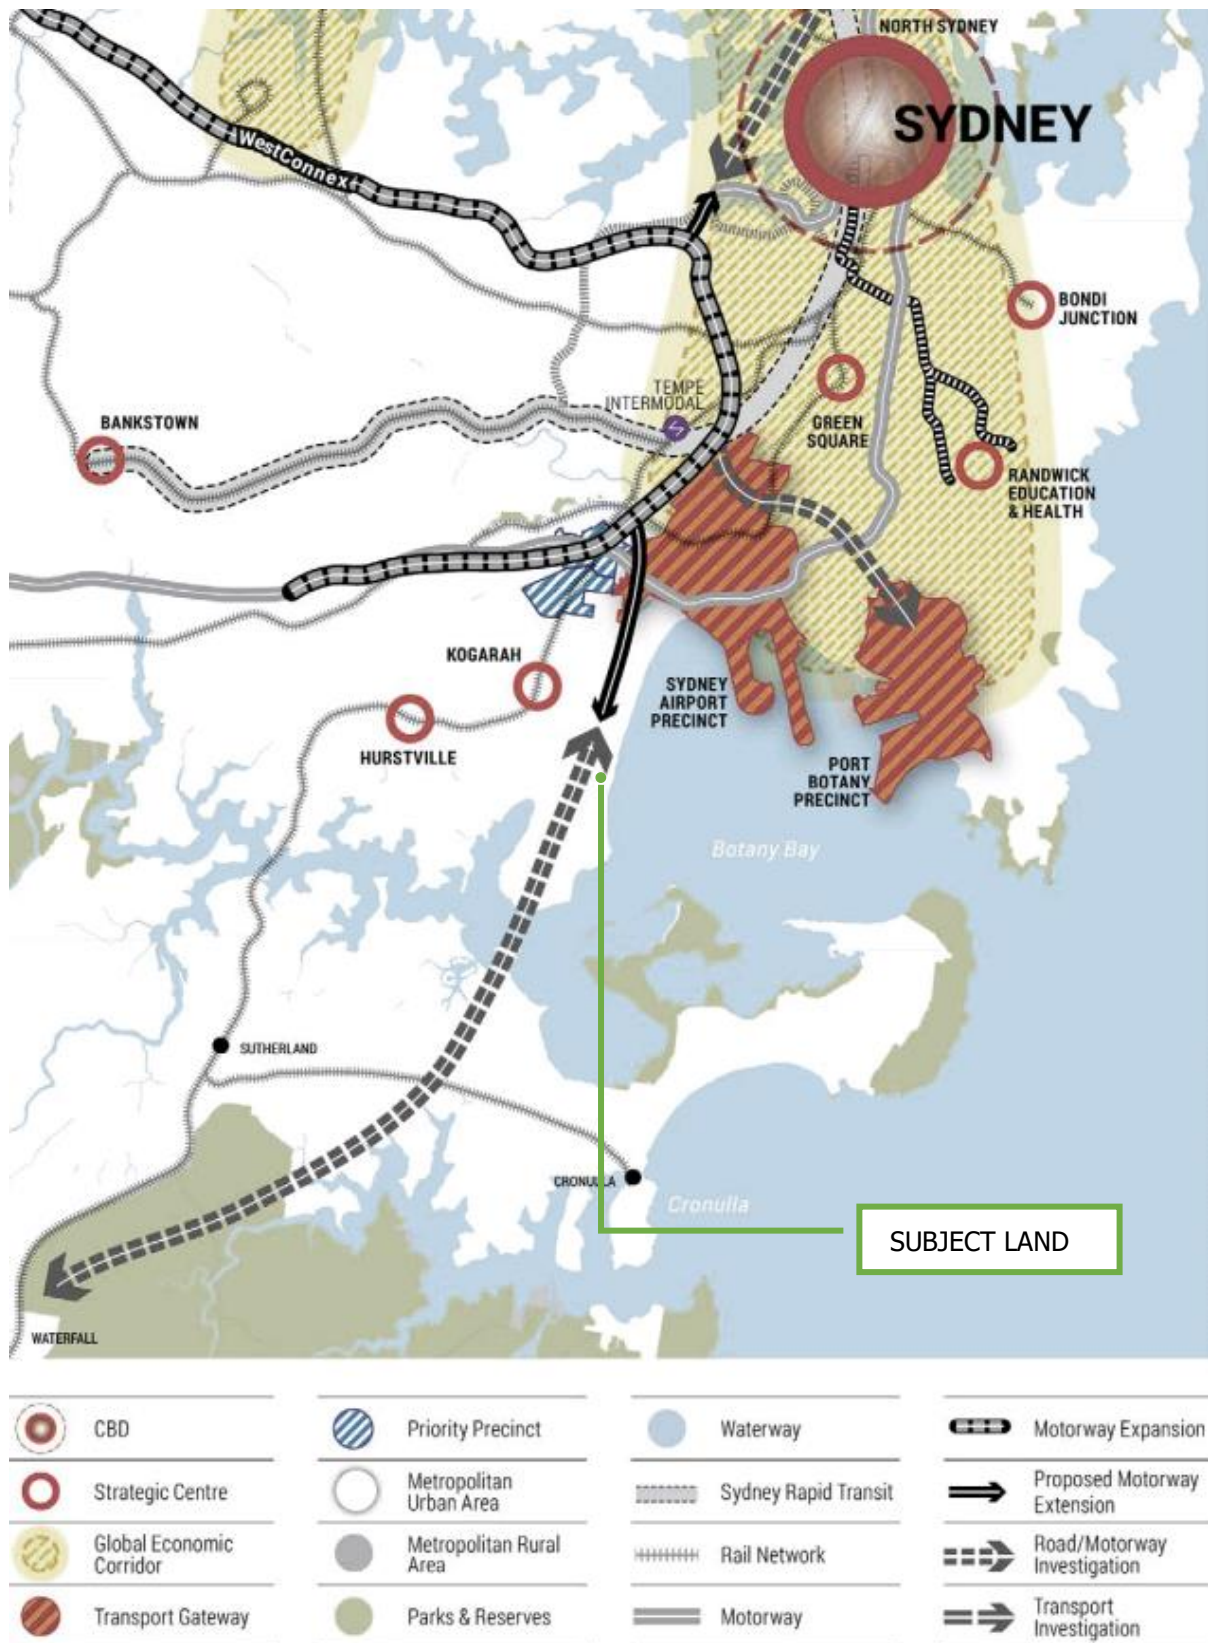 NORTH SYDNEY
SYDNEY
WestConnex
BONDI
JUNCTION
TEMPE
INTERMODAL
GREEN
SQUARE
BANKSTOWN
RANDWICK
EDUCATION
& HEALTH
KOGARAH
SYDNEY
AIRPORT
PRECINCT
HURSTVILLE
PORT
BOTANY
PRECINCT
Botany Bay
SUTHERLAND
CRONULLA
Cronulla
SUBJECT LAND
WATERFALL
CBD
Priority Precinct
Waterway
Motorway Expansion
Strategic Centre
Metropolitan
Urban Area
Sydney Rapid Transit
Proposed Motorway
Extension
Global Economic
Corridor
Metropolitan Rural
Area
Rail Network
Road/Motorway
Investigation
Transport Gateway
Parks & Reserves
Motorway
Transport
Investigation